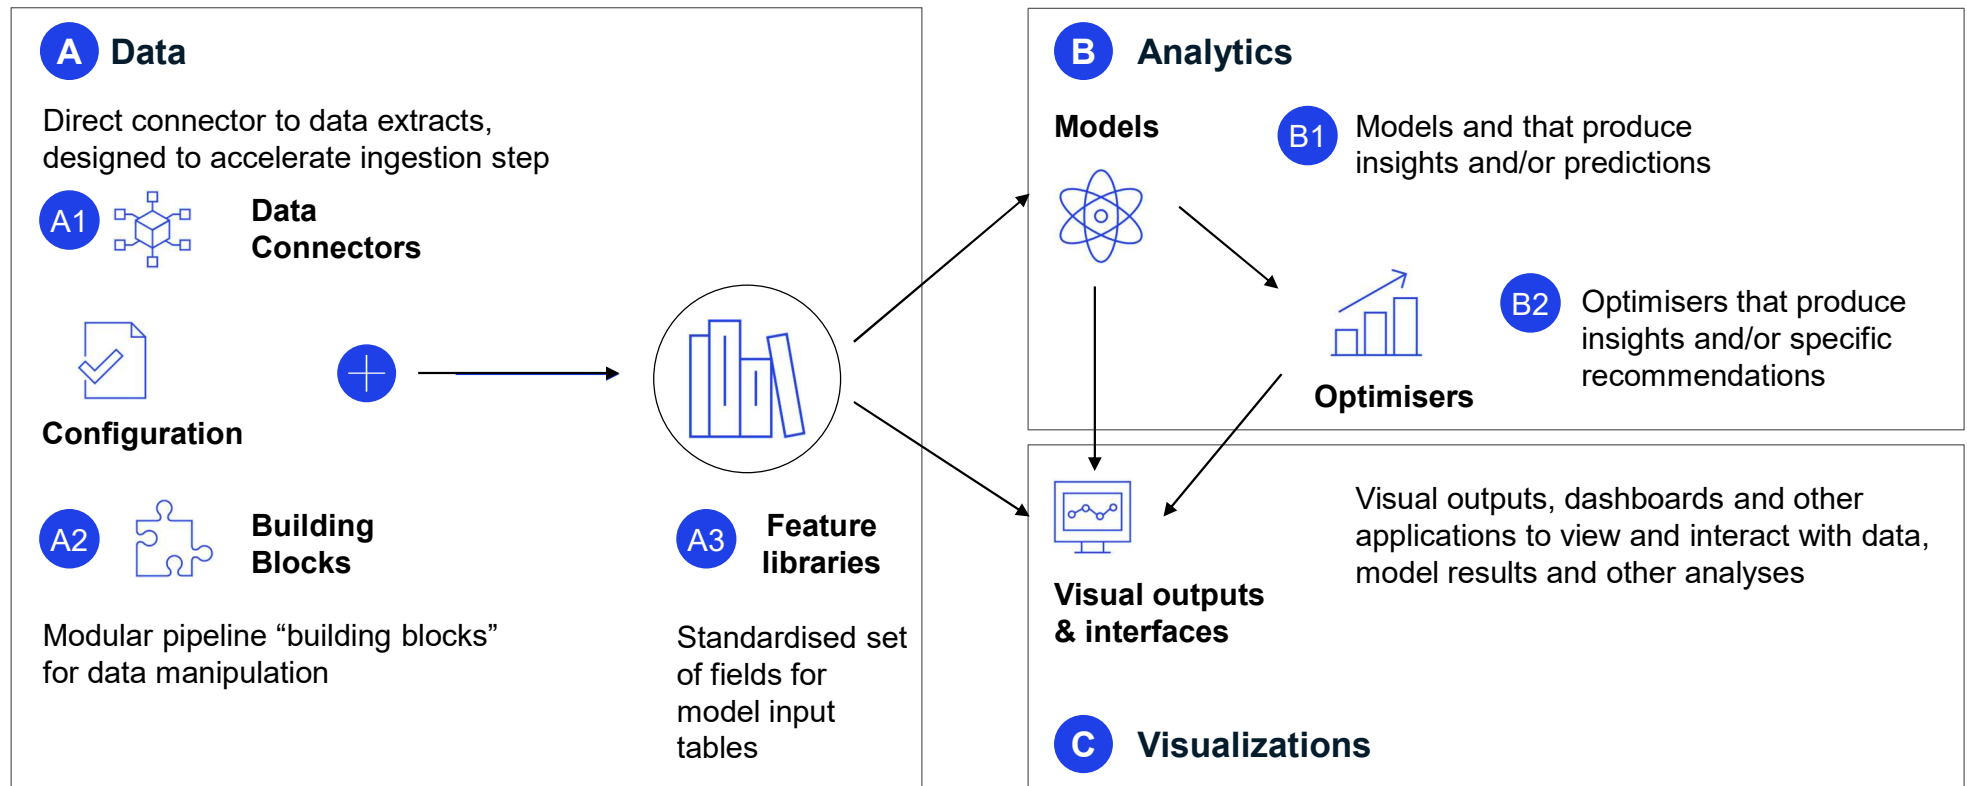 A Data
Direct connector to data extracts,
designed to accelerate ingestion step
A1
Data
Connectors
Configuration
A2
Building
Blocks
Modular pipeline “building blocks”
for data manipulation
A3
Feature
libraries
Standardised set
of fields for
model input
tables
B Analytics
Models
B1
Models and that produce
insights and/or predictions
B2
Optimisers that produce
insights and/or specific
recommendations
Optimisers
Visual outputs, dashboards and other
applications to view and interact with data,
model results and other analyses
Visual outputs
& interfaces
C Visualizations